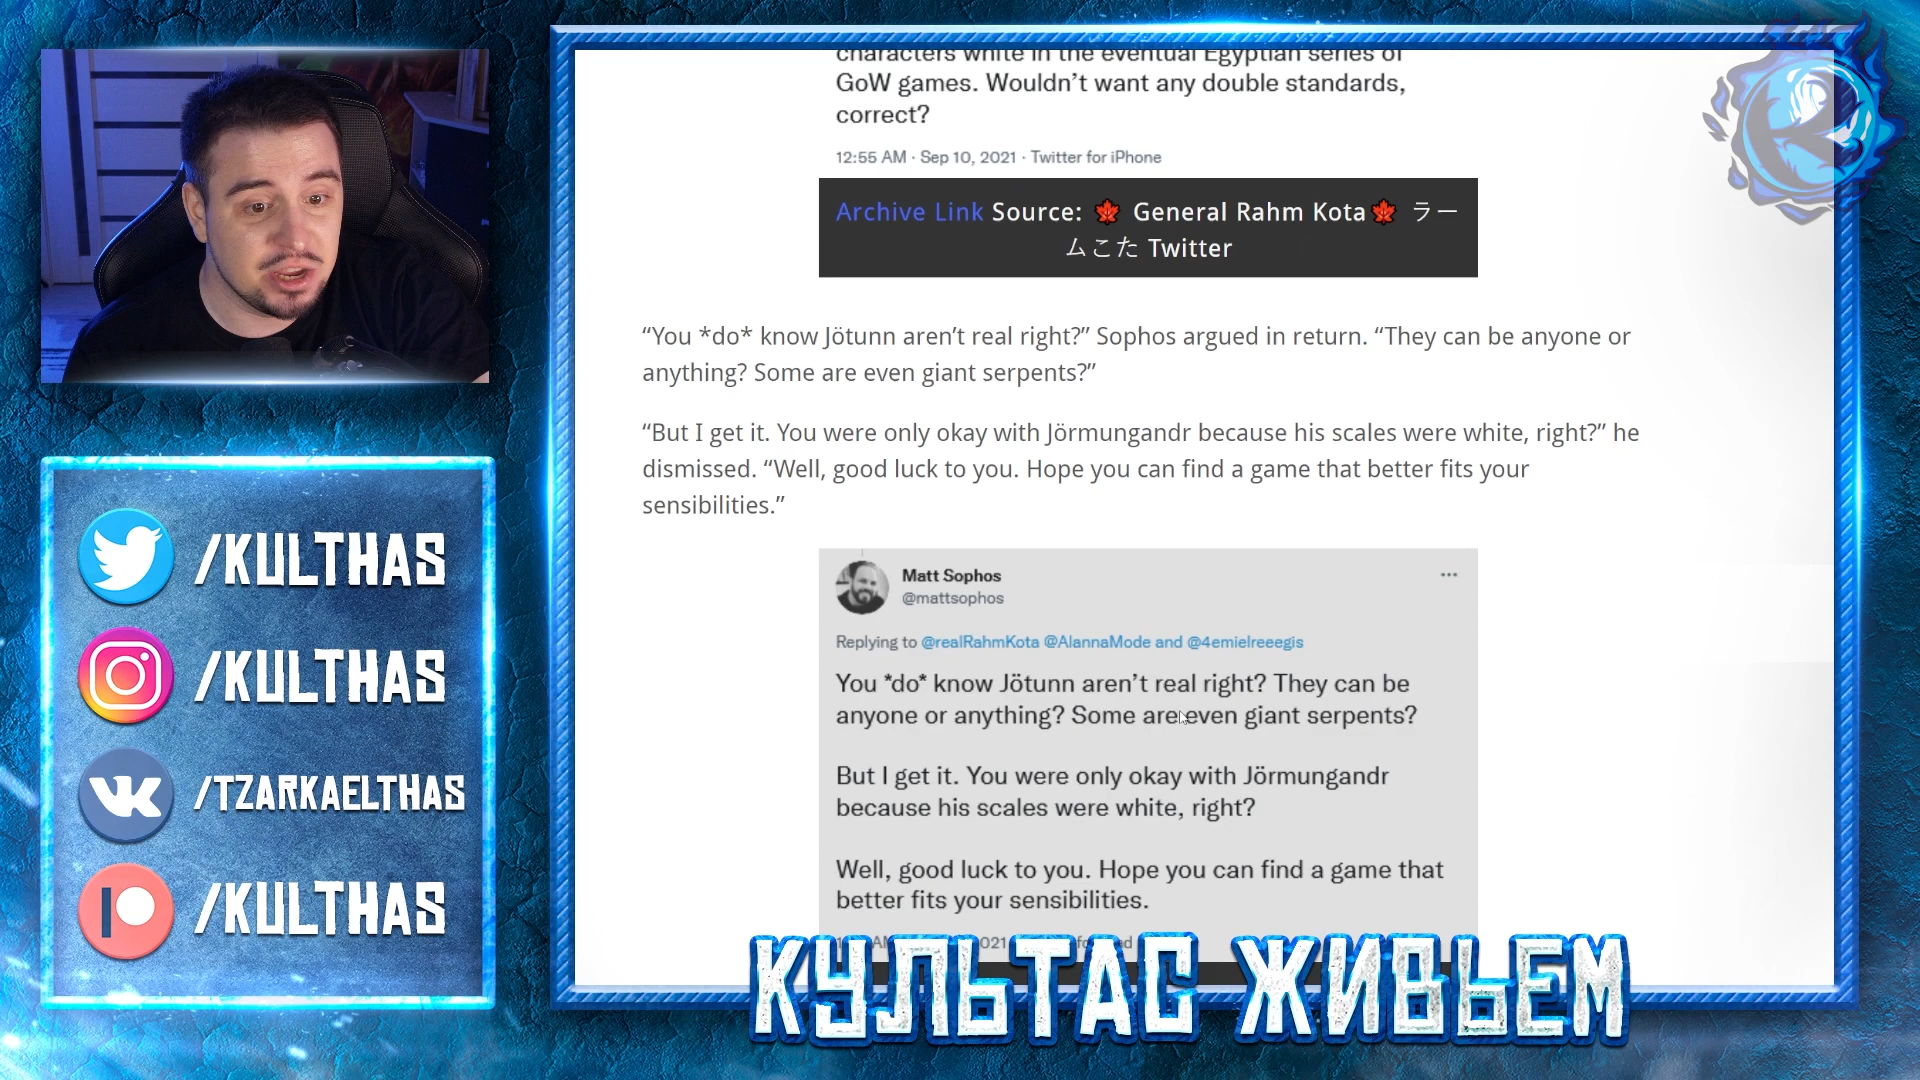 characters white in the eventual Egyptian series of
GoW games. Wouldn’t want any double standards,
correct?
12:55 AM · Sep 10, 2021 · Twitter for iPhone
Archive Link Source: 🍁 General Rahm Kota🍁 ラー
ムこた Twitter
“You *do* know Jötunn aren’t real right?” Sophos argued in return. “They can be anyone or
anything? Some are even giant serpents?”
“But I get it. You were only okay with Jörmungandr because his scales were white, right?” he
dismissed. “Well, good luck to you. Hope you can find a game that better fits your
sensibilities.”
Matt Sophos
@mattsophos
Replying to @realRahmKota @AlannaMode and @4emielreeegis
You *do* know Jötunn aren’t real right? They can be
anyone or anything? Some are even giant serpents?
But I get it. You were only okay with Jörmungandr
because his scales were white, right?
Well, good luck to you. Hope you can find a game that
better fits your sensibilities.
/KULTHAS
/KULTHAS
/TZARKAELTHAS
/KULTHAS
КУЛЬТАС ЖИВЬЕМ